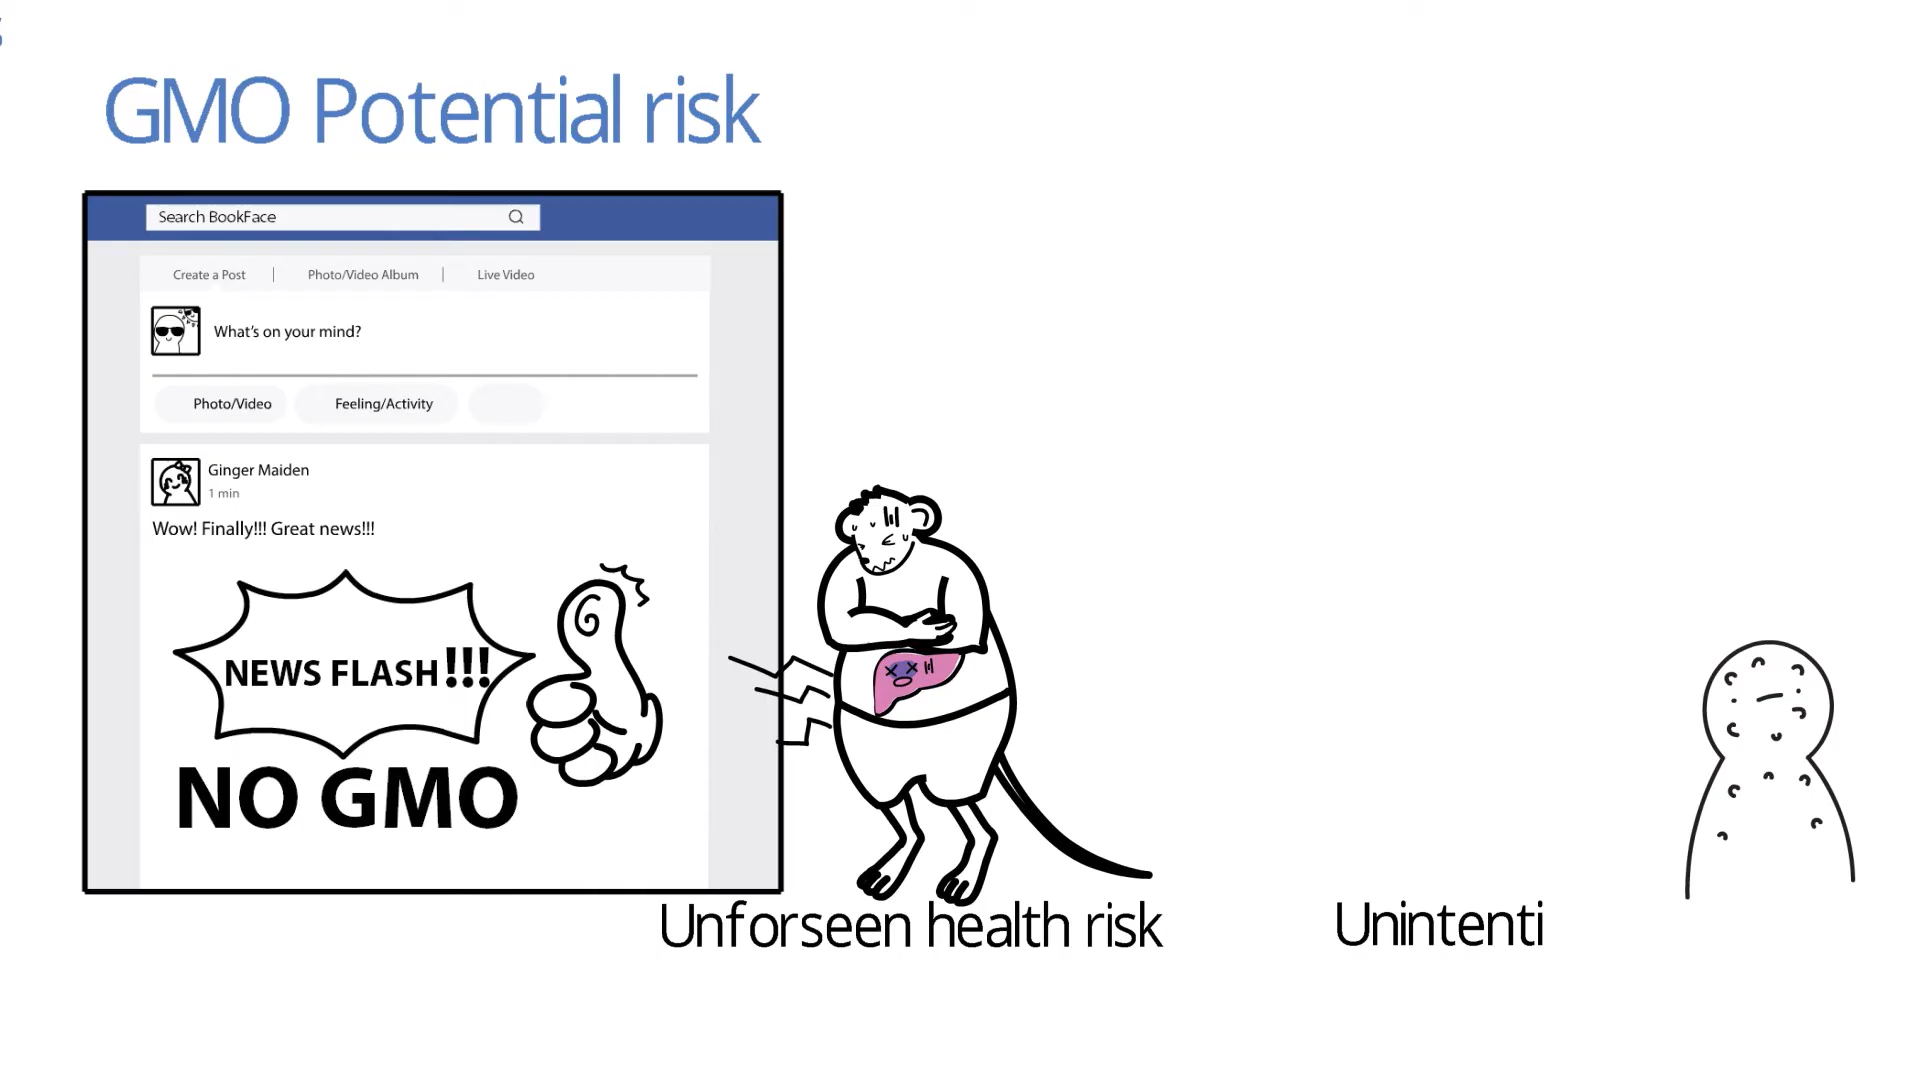 GMO Potential risk
Search BookFace
Create a Post | Photo/Video Album | Live Video
What's on your mind?
Photo/Video Feeling/Activity
Ginger Maiden
1 min
Wow! Finally!!! Great news!!!
NEWS FLASH!!!
NO GMO
Unforseen health risk
Unintenti